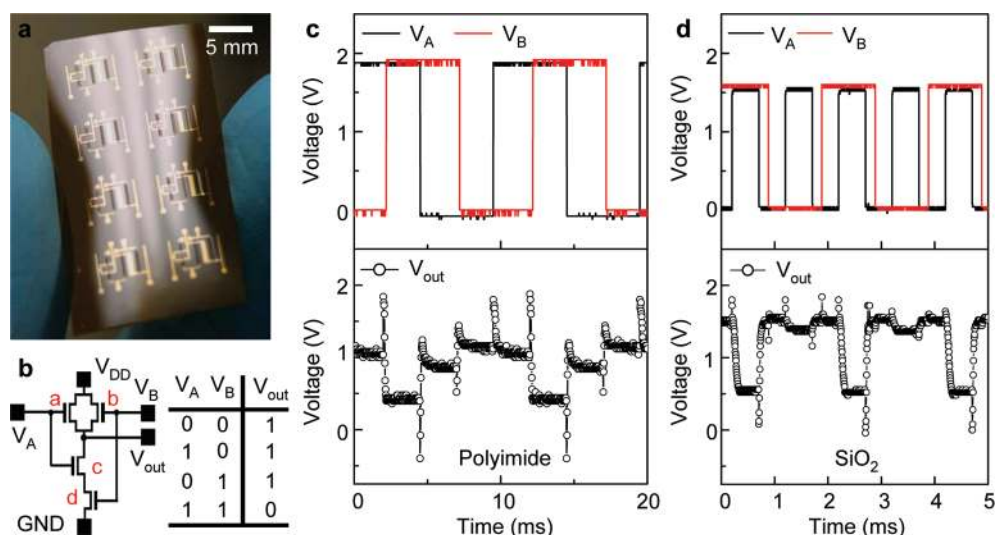 a
5 mm
b
V_DD
V_B
a
b
V_A
V_out
c
d
GND
V_A V_B V_out
0 0 1
1 0 1
0 1 1
1 1 0
c
V_A V_B
Voltage (V)
2
1
0
V_out
Voltage (V)
2
1
0
Polyimide
0 10 20
Time (ms)
d
V_A V_B
Voltage (V)
2
1
0
V_out
Voltage (V)
2
1
0
SiO₂
0 1 2 3 4 5
Time (ms)